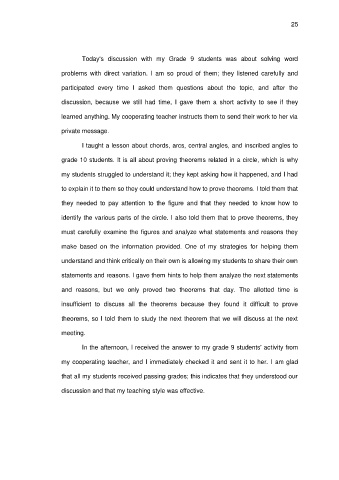 25
Today's discussion with my Grade 9 students was about solving word
problems with direct variation. I am so proud of them; they listened carefully and
participated every time I asked them questions about the topic, and after the
discussion, because we still had time, I gave them a short activity to see if they
learned anything. My cooperating teacher instructs them to send their work to her via
private message.
I taught a lesson about chords, arcs, central angles, and inscribed angles to
grade 10 students. It is all about proving theorems related in a circle, which is why
my students struggled to understand it; they kept asking how it happened, and I had
to explain it to them so they could understand how to prove theorems. I told them that
they needed to pay attention to the figure and that they needed to know how to
identify the various parts of the circle. I also told them that to prove theorems, they
must carefully examine the figures and analyze what statements and reasons they
make based on the information provided. One of my strategies for helping them
understand and think critically on their own is allowing my students to share their own
statements and reasons. I gave them hints to help them analyze the next statements
and reasons, but we only proved two theorems that day. The allotted time is
insufficient to discuss all the theorems because they found it difficult to prove
theorems, so I told them to study the next theorem that we will discuss at the next
meeting.
In the afternoon, I received the answer to my grade 9 students' activity from
my cooperating teacher, and I immediately checked it and sent it to her. I am glad
that all my students received passing grades; this indicates that they understood our
discussion and that my teaching style was effective.